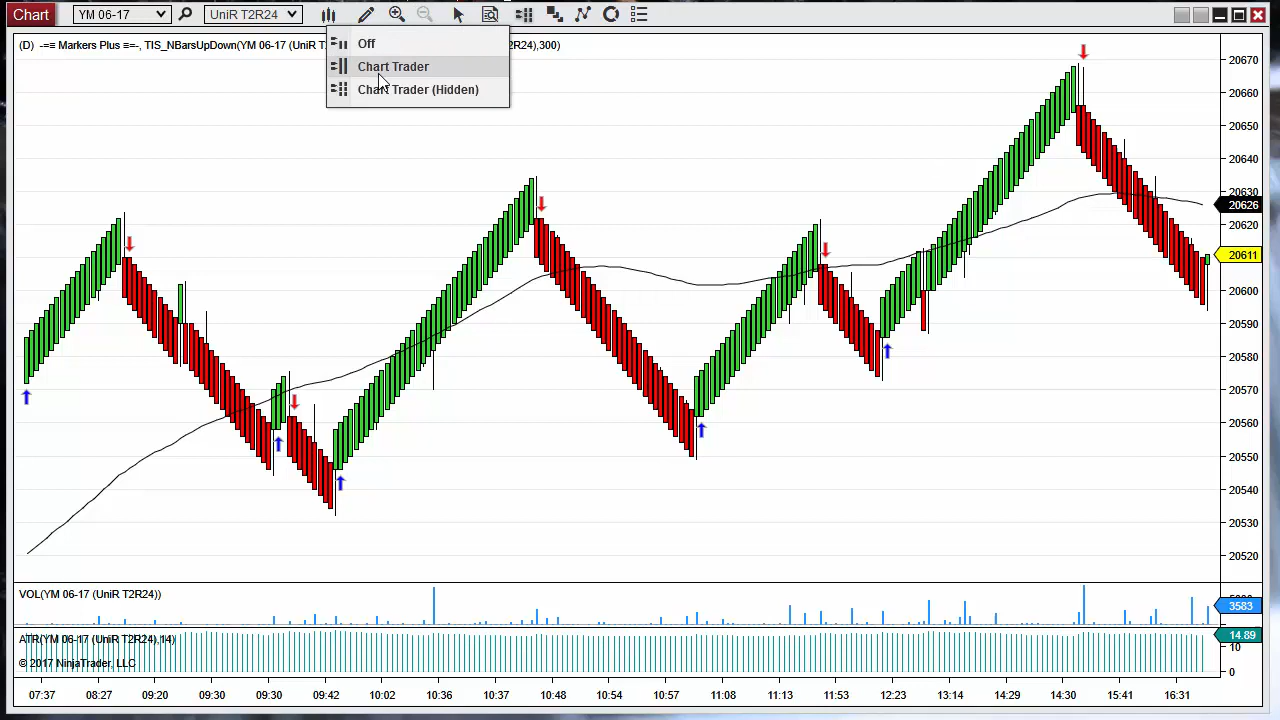 Chart YM 06-17 UniR T2R24
(D) -=≡ Markers Plus ≡=-, TIS_NBarsUpDown(YM 06-17 (UniR T2R24),300)
Off
Chart Trader
Chart Trader (Hidden)
20670
20660
20650
20640
20630
20626
20620
20611
20600
20590
20580
20570
20560
20550
20540
20530
20520
VOL(YM 06-17 (UniR T2R24))
3583
ATR(YM 06-17 (UniR T2R24),14)
14.89
10
© 2017 NinjaTrader, LLC
0
07:37 08:27 09:20 09:30 09:30 09:42 10:02 10:36 10:37 10:48 10:54 10:57 11:08 11:13 11:53 12:23 13:14 14:29 14:30 15:41 16:31